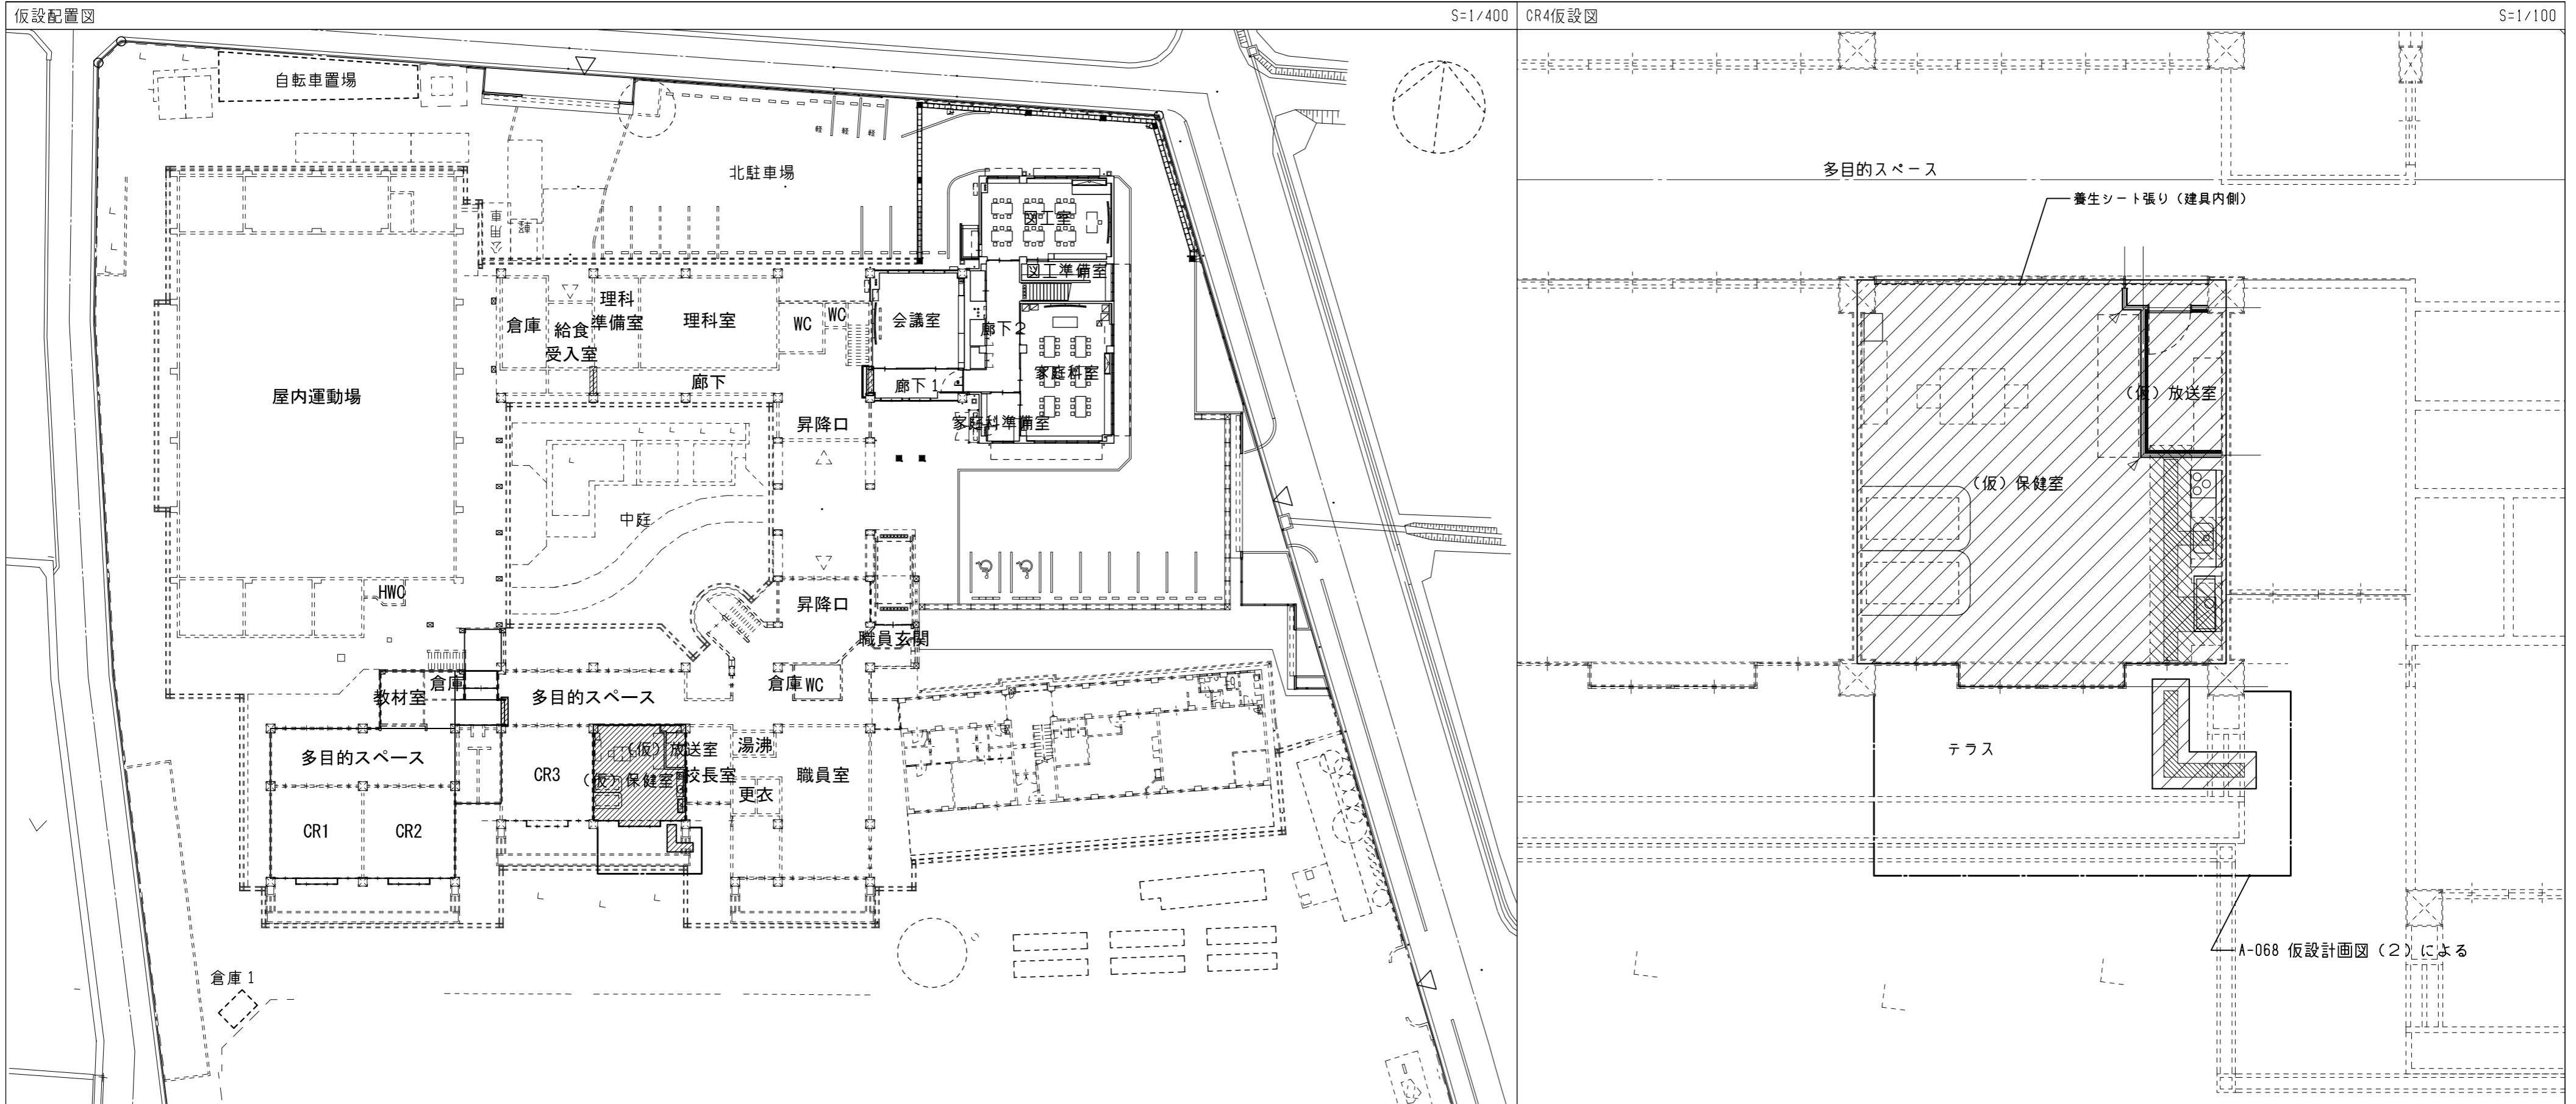 仮設配置図
S=1/400
CR4仮設図
S=1/100
自転車置場
北駐車場
軽
軽
軽
公用車
軽
図工室
図工準備室
倉庫
給食
受入室
理科
準備室
理科室
WC
WC
会議室
廊下2
家庭科室
廊下
廊下1
家庭科準備室
屋内運動場
昇降口
中庭
HWC
昇降口
職員玄関
教材室
倉庫
多目的スペース
倉庫
WC
多目的スペース
CR3
(仮)放送室
(仮)保健室
湯沸
校長室
更衣
職員室
CR1
CR2
倉庫1
多目的スペース
養生シート張り(建具内側)
(仮)放送室
(仮)保健室
テラス
A-068 仮設計画図(2)による